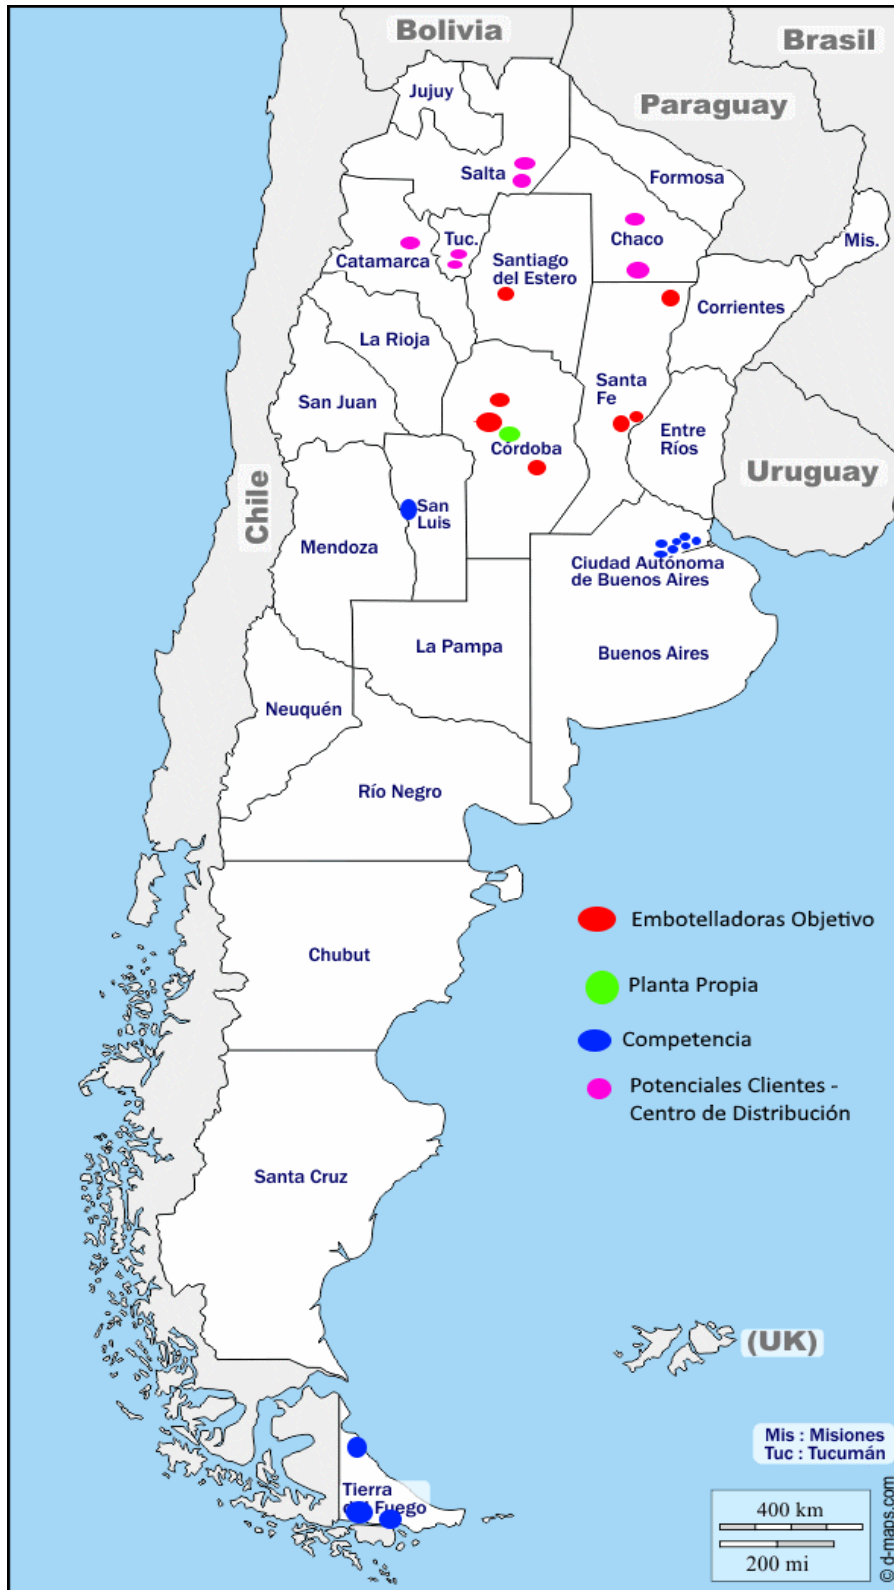 Bolivia
Brasil
Jujuy
Paraguay
Salta
Formosa
Tuc.
Chaco
Mis.
Catamarca
Santiago
del Estero
Corrientes
La Rioja
Santa
Fe
San Juan
Entre
Ríos
Córdoba
Uruguay
Chile
San
Luis
Mendoza
Ciudad Autónoma
de Buenos Aires
La Pampa
Buenos Aires
Neuquén
Río Negro
Embotelladoras Objetivo
Chubut
Planta Propia
Competencia
Potenciales Clientes -
Centro de Distribución
Santa Cruz
(UK)
Mis : Misiones
Tuc : Tucumán
Tierra
del Fuego
400 km
200 mi
© d-maps.com